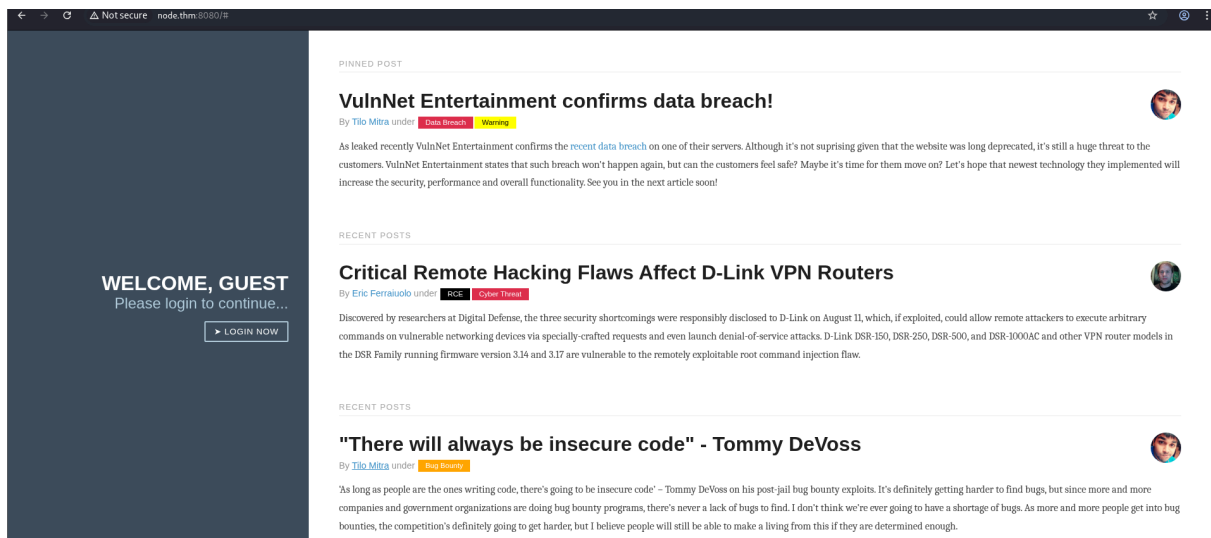 Not secure node.thm:8080/#
PINNED POST
VulnNet Entertainment confirms data breach!
By Tilo Mitra under Data Breach Warning
As leaked recently VulnNet Entertainment confirms the recent data breach on one of their servers. Although it's not suprising given that the website was long deprecated, it's still a huge threat to the
customers. VulnNet Entertainment states that such breach won't happen again, but can the customers feel safe? Maybe it's time for them move on? Let's hope that newest technology they implemented will
increase the security, performance and overall functionality. See you in the next article soon!
WELCOME, GUEST
Please login to continue...
➤ LOGIN NOW
RECENT POSTS
Critical Remote Hacking Flaws Affect D-Link VPN Routers
By Eric Ferraiuolo under RCE Cyber Threat
Discovered by researchers at Digital Defense, the three security shortcomings were responsibly disclosed to D-Link on August 11, which, if exploited, could allow remote attackers to execute arbitrary
commands on vulnerable networking devices via specially-crafted requests and even launch denial-of-service attacks. D-Link DSR-150, DSR-250, DSR-500, and DSR-1000AC and other VPN router models in
the DSR Family running firmware version 3.14 and 3.17 are vulnerable to the remotely exploitable root command injection flaw.
RECENT POSTS
"There will always be insecure code" - Tommy DeVoss
By Tilo Mitra under Bug Bounty
'As long as people are the ones writing code, there's going to be insecure code' – Tommy DeVoss on his post-jail bug bounty exploits. It's definitely getting harder to find bugs, but since more and more
companies and government organizations are doing bug bounty programs, there's never a lack of bugs to find. I don't think we're ever going to have a shortage of bugs. As more and more people get into bug
bounties, the competition's definitely going to get harder, but I believe people will still be able to make a living from this if they are determined enough.